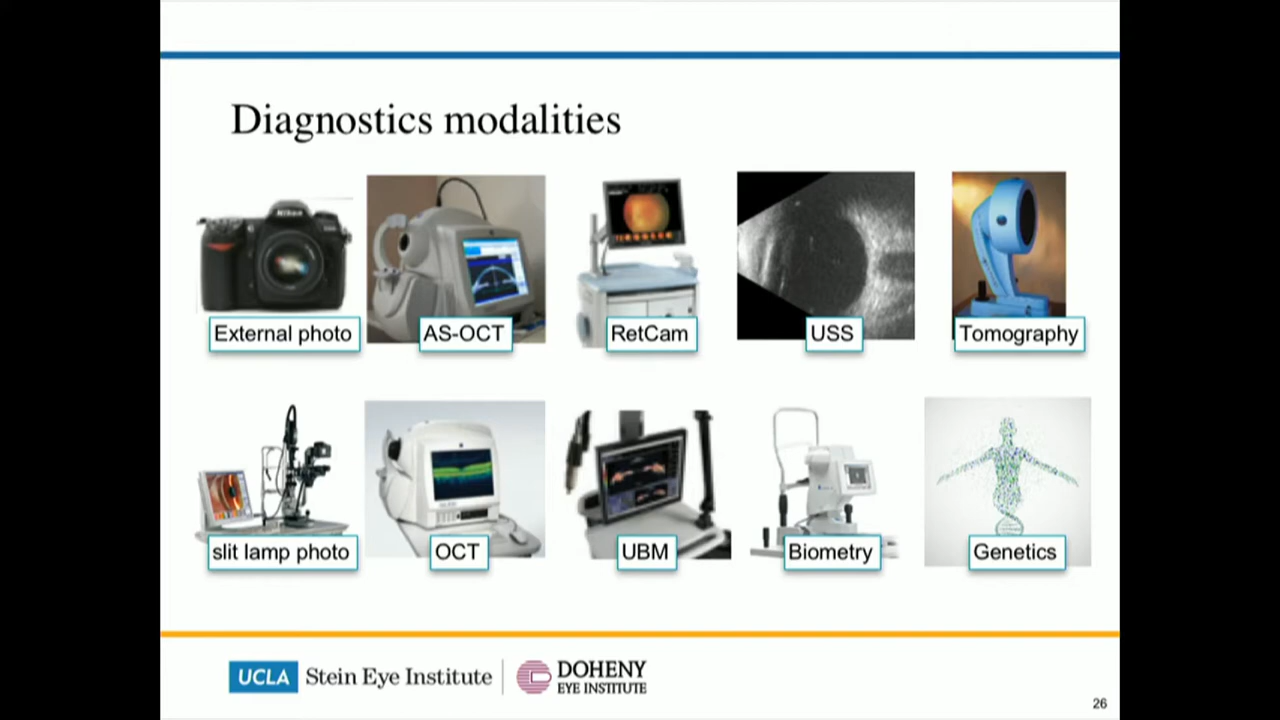 Diagnostics modalities
Nikon
External photo
AS-OCT
RetCam
USS
Tomography
slit lamp photo
OCT
UBM
Biometry
Genetics
UCLA Stein Eye Institute
DOHENY
EYE INSTITUTE
26